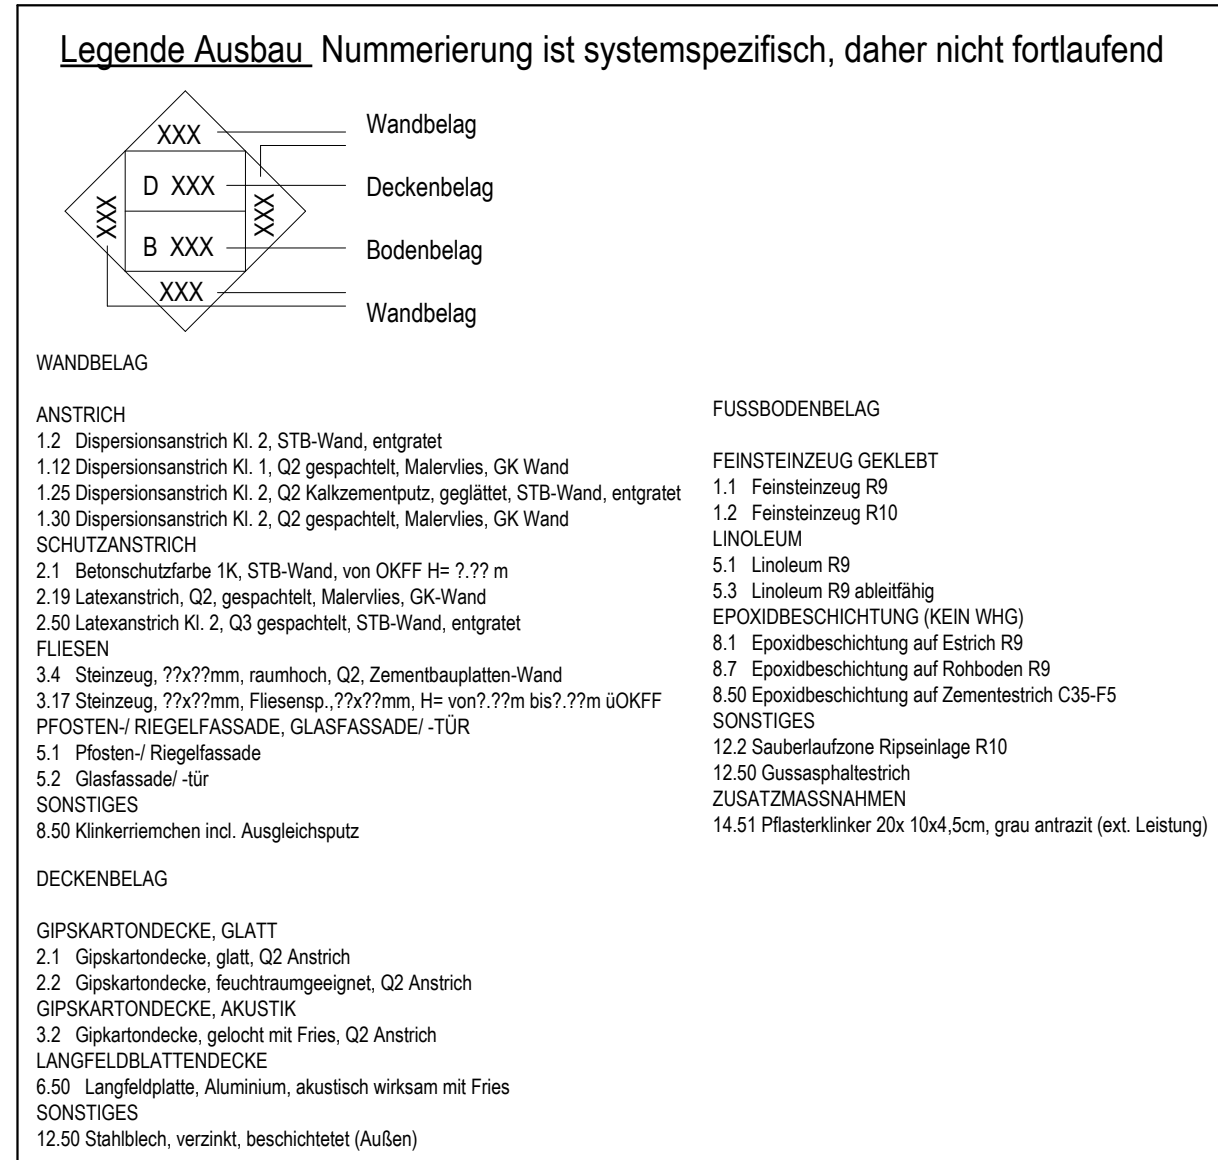 Legende Ausbau Nummerierung ist systemspezifisch, daher nicht fortlaufend
XXX
Wandbelag
D XXX
Deckenbelag
XXX
XXX
B XXX
Bodenbelag
XXX
Wandbelag
WANDBELAG
ANSTRICH
1.2 Dispersionsanstrich Kl. 2, STB-Wand, entgratet
1.12 Dispersionsanstrich Kl. 1, Q2 gespachtelt, Malervlies, GK Wand
1.25 Dispersionsanstrich Kl. 2, Q2 Kalkzementputz, geglättet, STB-Wand, entgratet
1.30 Dispersionsanstrich Kl. 2, Q2 gespachtelt, Malervlies, GK Wand
SCHUTZANSTRICH
2.1 Betonschutzfarbe 1K, STB-Wand, von OKFF H= ?.?? m
2.19 Latexanstrich, Q2, gespachtelt, Malervlies, GK-Wand
2.50 Latexanstrich Kl. 2, Q3 gespachtelt, STB-Wand, entgratet
FLIESEN
3.4 Steinzeug, ??x??mm, raumhoch, Q2, Zementbauplatten-Wand
3.17 Steinzeug, ??x??mm, Fliesensp.,??x??mm, H= von?.??m bis?.??m üOKFF
PFOSTEN-/ RIEGELFASSADE, GLASFASSADE/ -TÜR
5.1 Pfosten-/ Riegelfassade
5.2 Glasfassade/ -tür
SONSTIGES
8.50 Klinkerriemchen incl. Ausgleichsputz
DECKENBELAG
GIPSKARTONDECKE, GLATT
2.1 Gipskartondecke, glatt, Q2 Anstrich
2.2 Gipskartondecke, feuchtraumgeeignet, Q2 Anstrich
GIPSKARTONDECKE, AKUSTIK
3.2 Gipkartondecke, gelocht mit Fries, Q2 Anstrich
LANGFELDBLATTENDECKE
6.50 Langfeldplatte, Aluminium, akustisch wirksam mit Fries
SONSTIGES
12.50 Stahlblech, verzinkt, beschichtetet (Außen)
FUSSBODENBELAG
FEINSTEINZEUG GEKLEBT
1.1 Feinsteinzeug R9
1.2 Feinsteinzeug R10
LINOLEUM
5.1 Linoleum R9
5.3 Linoleum R9 ableitfähig
EPOXIDBESCHICHTUNG (KEIN WHG)
8.1 Epoxidbeschichtung auf Estrich R9
8.7 Epoxidbeschichtung auf Rohboden R9
8.50 Epoxidbeschichtung auf Zementestrich C35-F5
SONSTIGES
12.2 Sauberlaufzone Ripseinlage R10
12.50 Gussasphaltestrich
ZUSATZMASSNAHMEN
14.51 Pflasterklinker 20x 10x4,5cm, grau antrazit (ext. Leistung)